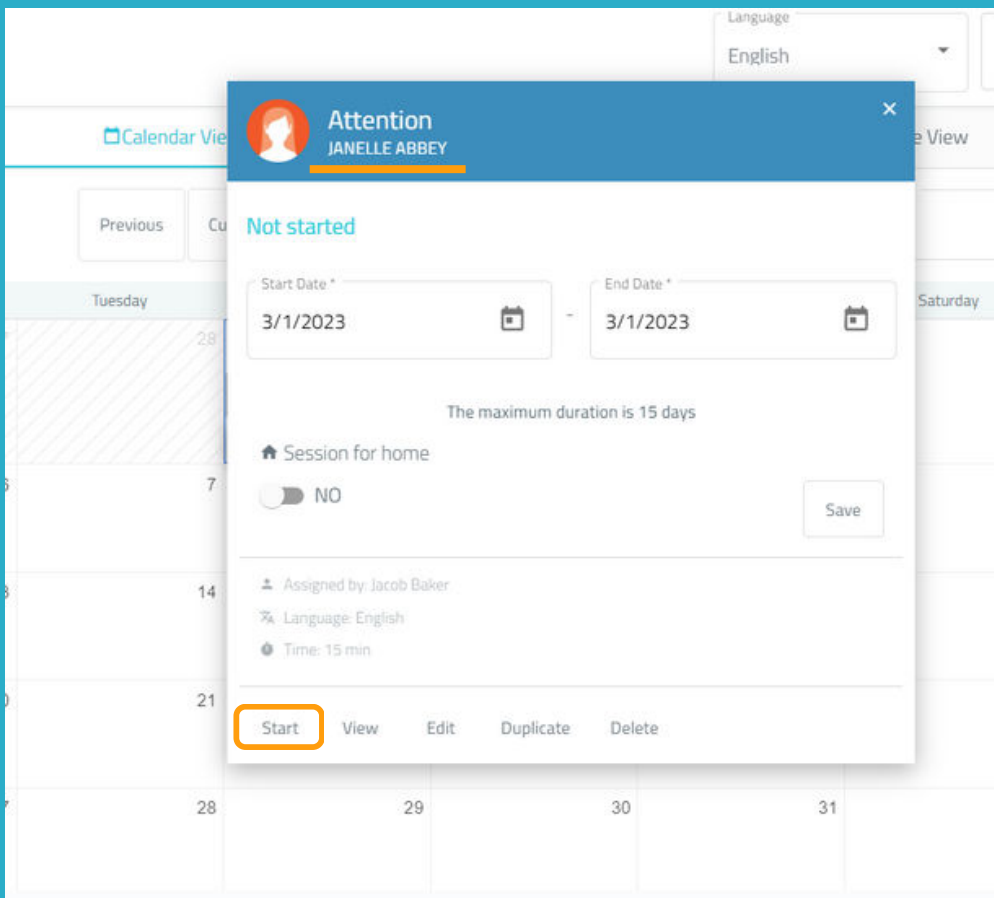 Language
English
Attention
JANELLE ABBEY
×
Calendar Vie
e View
Previous
Cu
Not started
Tuesday
Saturday
Start Date *
3/1/2023
-
End Date *
3/1/2023
28
The maximum duration is 15 days
Session for home
NO
Save
7
Assigned by: Jacob Baker
Language: English
Time: 15 min
14
21
Start View Edit Duplicate Delete
28 29 30 31